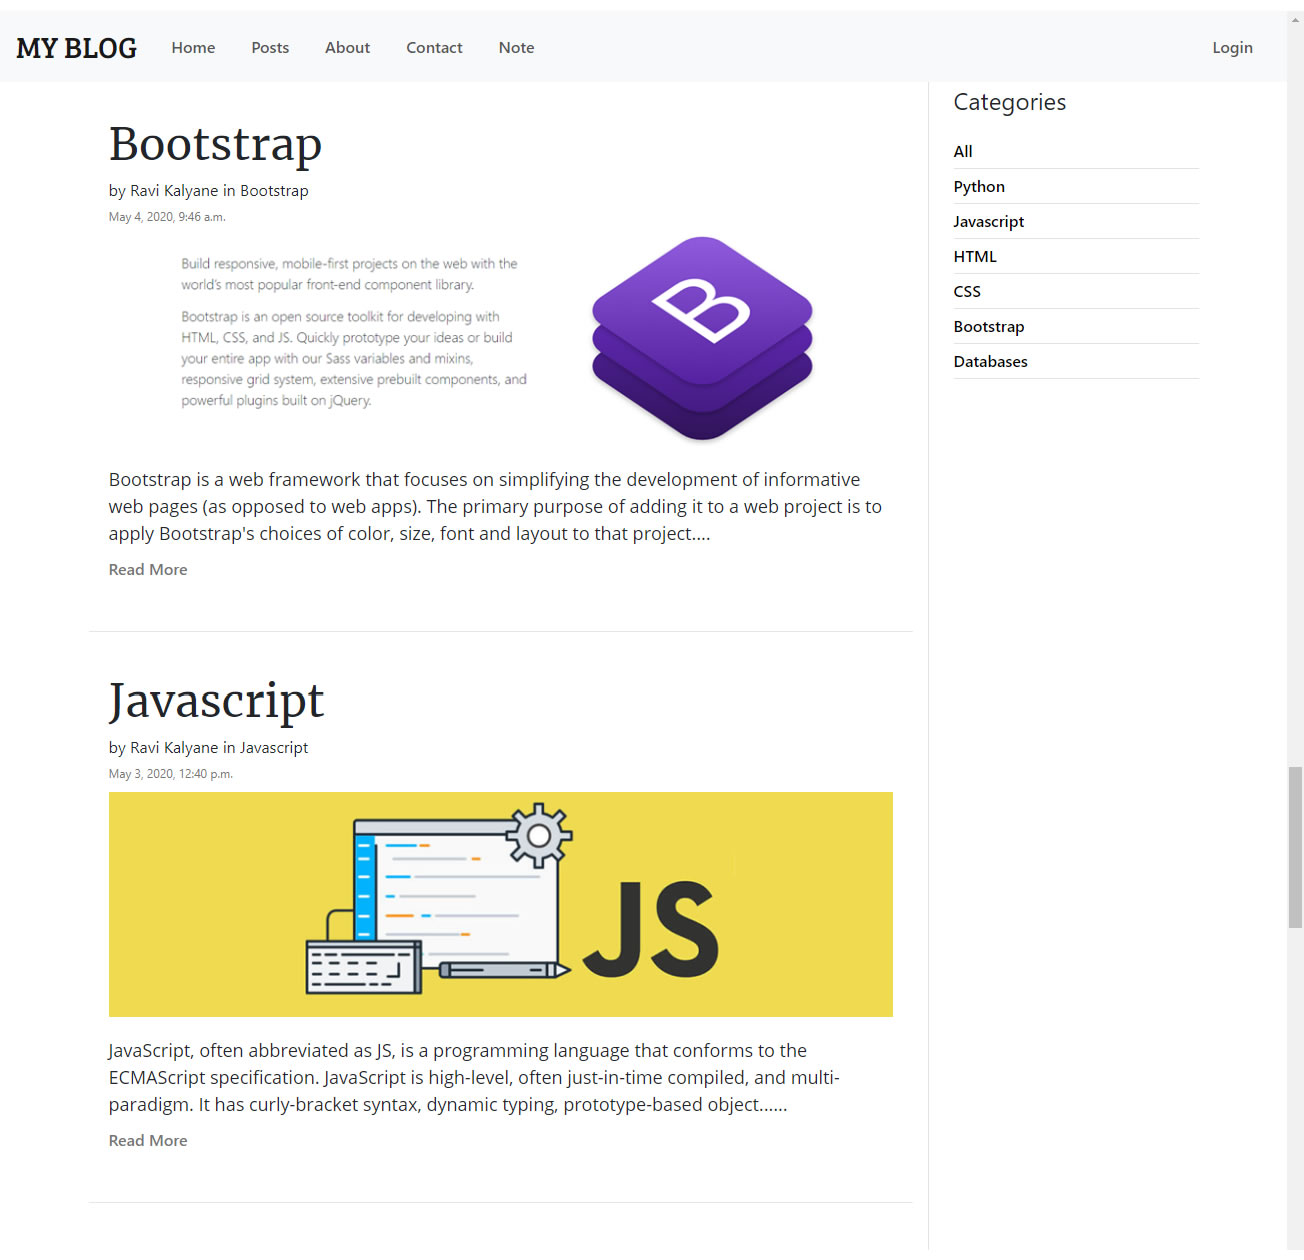 MY BLOG Home Posts About Contact Note Login
Bootstrap
by Ravi Kalyane in Bootstrap
May 4, 2020, 9:46 a.m.
Build responsive, mobile-first projects on the web with the
world's most popular front-end component library.
Bootstrap is an open source toolkit for developing with
HTML, CSS, and JS. Quickly prototype your ideas or build
your entire app with our Sass variables and mixins,
responsive grid system, extensive prebuilt components, and
powerful plugins built on jQuery.
B
Bootstrap is a web framework that focuses on simplifying the development of informative
web pages (as opposed to web apps). The primary purpose of adding it to a web project is to
apply Bootstrap's choices of color, size, font and layout to that project....
Read More
Javascript
by Ravi Kalyane in Javascript
May 3, 2020, 12:40 p.m.
JS
JavaScript, often abbreviated as JS, is a programming language that conforms to the
ECMAScript specification. JavaScript is high-level, often just-in-time compiled, and multi-
paradigm. It has curly-bracket syntax, dynamic typing, prototype-based object......
Read More
Categories
All
Python
Javascript
HTML
CSS
Bootstrap
Databases